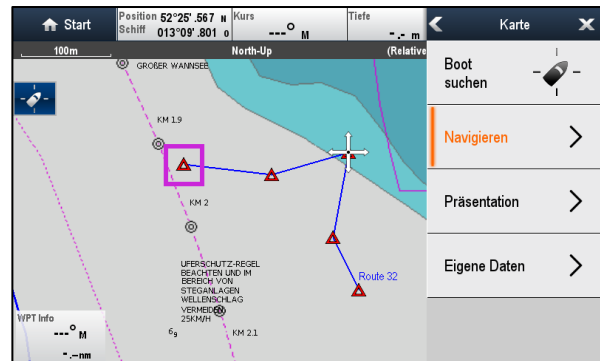 Start
Position 52°25'.567 N
Schiff 013°09'.801 O
Kurs
---° M
Tiefe
-.- m
Karte
100m
North-Up
(Relative
GROßER WANNSEE
KM 1.9
KM 2
UFERSCHUTZ-REGEL
BEACHTEN UND IM
BEREICH VON
STEGANLAGEN
WELLENSCHLAG
VERMEIDEN
25KM/H
69
KM 2.1
Route 32
WPT Info
---° M
-.--nm
Boot
suchen
Navigieren
Präsentation
Eigene Daten